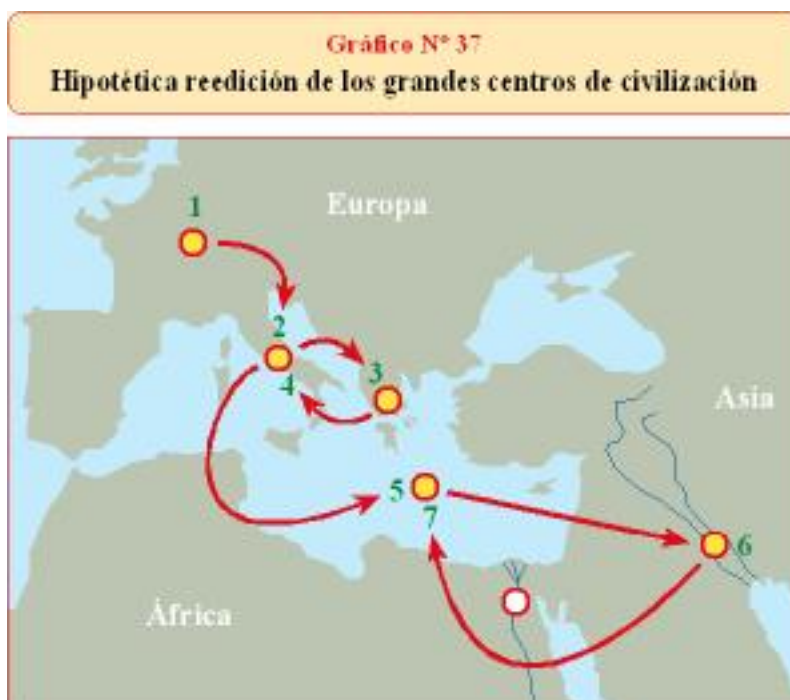 Gráfico Nº 37
Hipotética reedición de los grandes centros de civilización
1
Europa
2
3
4
Asia
5
7
6
África